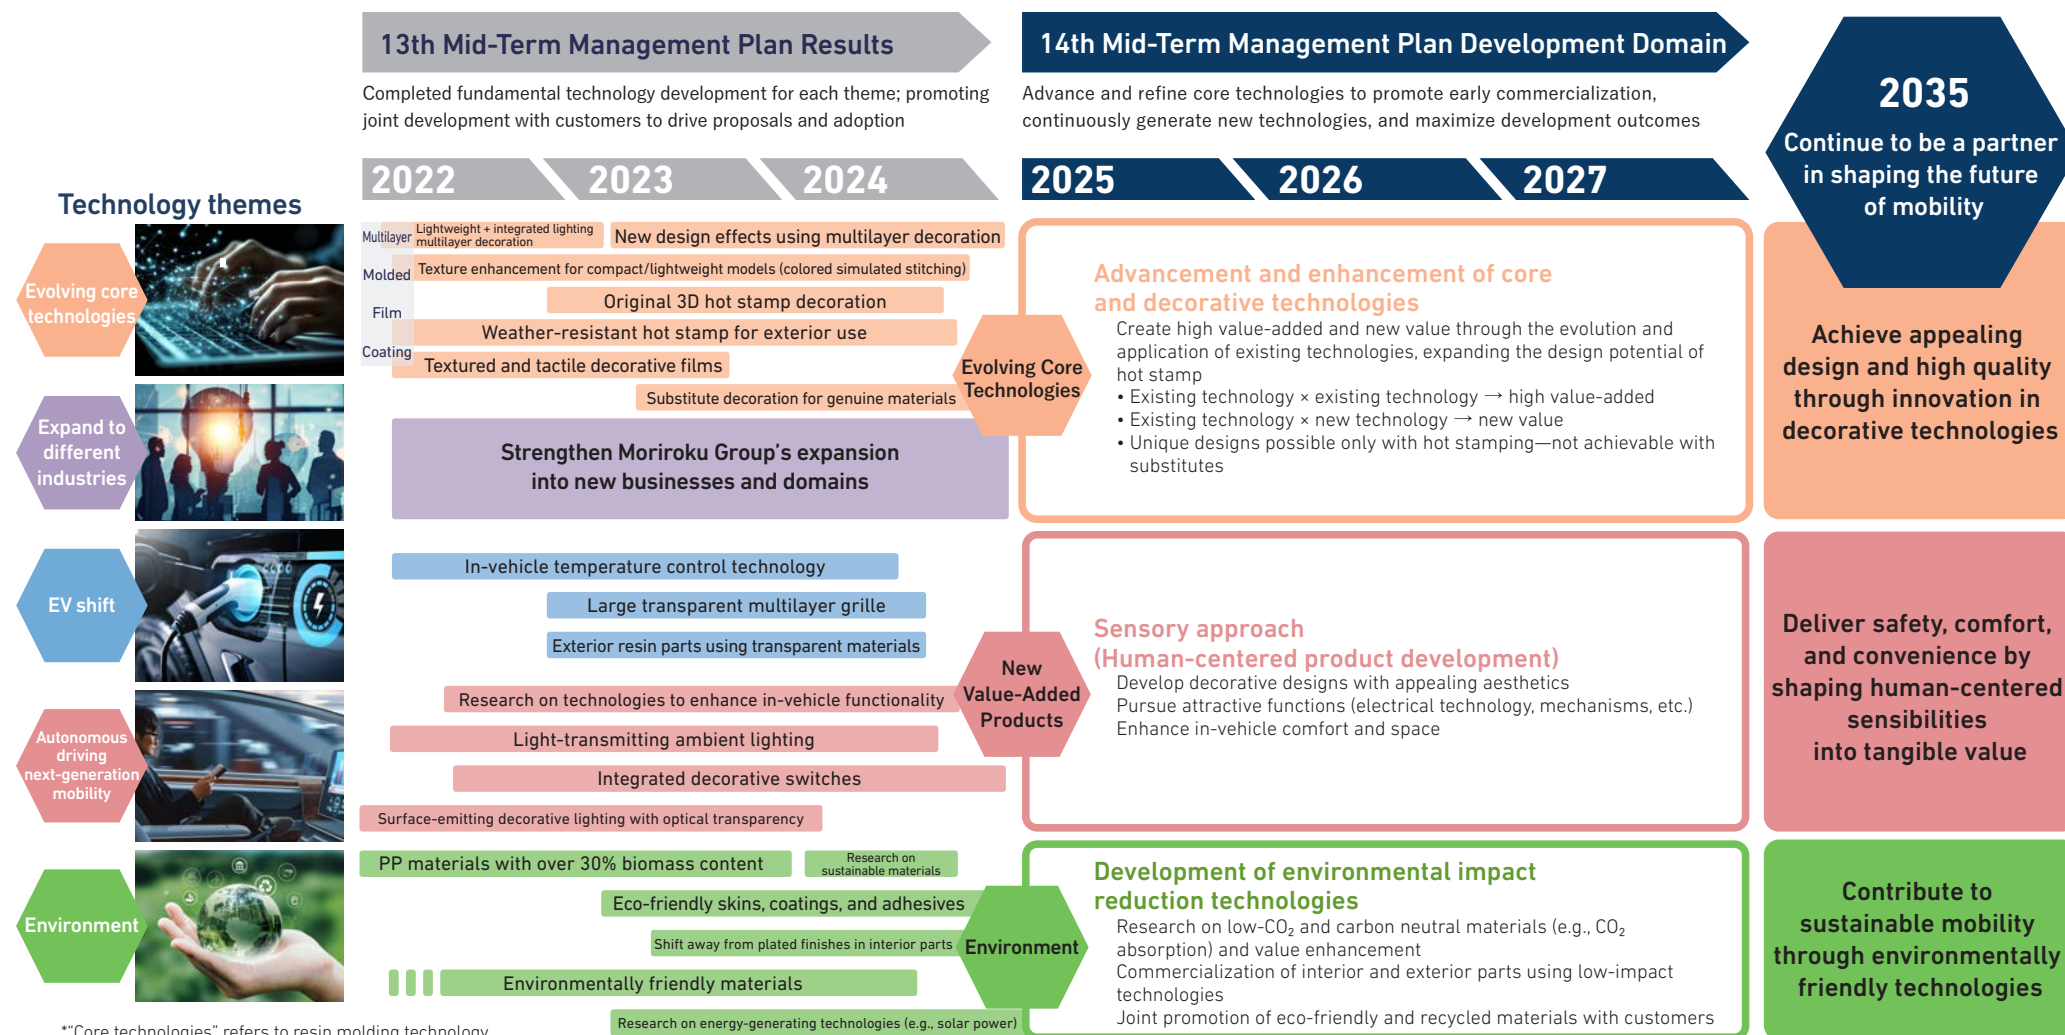 13th Mid-Term Management Plan Results
14th Mid-Term Management Plan Development Domain
Completed fundamental technology development for each theme; promoting
joint development with customers to drive proposals and adoption
Advance and refine core technologies to promote early commercialization,
continuously generate new technologies, and maximize development outcomes
2035
Continue to be a partner
in shaping the future
of mobility
2022
2023
2024
2025
2026
2027
Technology themes
Evolving core
technologies
Multilayer
Molded
Film
Coating
Lightweight + integrated lighting
multilayer decoration
New design effects using multilayer decoration
Texture enhancement for compact/lightweight models (colored simulated stitching)
Original 3D hot stamp decoration
Weather-resistant hot stamp for exterior use
Textured and tactile decorative films
Substitute decoration for genuine materials
Evolving Core
Technologies
Advancement and enhancement of core
and decorative technologies
Create high value-added and new value through the evolution and
application of existing technologies, expanding the design potential of
hot stamp
• Existing technology × existing technology → high value-added
• Existing technology × new technology → new value
• Unique designs possible only with hot stamping—not achievable with
substitutes
Achieve appealing
design and high quality
through innovation in
decorative technologies
Expand to
different
industries
Strengthen Moriroku Group's expansion
into new businesses and domains
EV shift
In-vehicle temperature control technology
Large transparent multilayer grille
Exterior resin parts using transparent materials
Autonomous
driving
next-generation
mobility
Research on technologies to enhance in-vehicle functionality
Light-transmitting ambient lighting
Integrated decorative switches
Surface-emitting decorative lighting with optical transparency
New
Value-Added
Products
Sensory approach
(Human-centered product development)
Develop decorative designs with appealing aesthetics
Pursue attractive functions (electrical technology, mechanisms, etc.)
Enhance in-vehicle comfort and space
Deliver safety, comfort,
and convenience by
shaping human-centered
sensibilities
into tangible value
Environment
PP materials with over 30% biomass content
Research on
sustainable materials
Eco-friendly skins, coatings, and adhesives
Shift away from plated finishes in interior parts
Environmentally friendly materials
Research on energy-generating technologies (e.g., solar power)
Environment
Development of environmental impact
reduction technologies
Research on low-CO₂ and carbon neutral materials (e.g., CO₂
absorption) and value enhancement
Commercialization of interior and exterior parts using low-impact
technologies
Joint promotion of eco-friendly and recycled materials with customers
Contribute to
sustainable mobility
through environmentally
friendly technologies
*"Core technologies" refers to resin molding technology